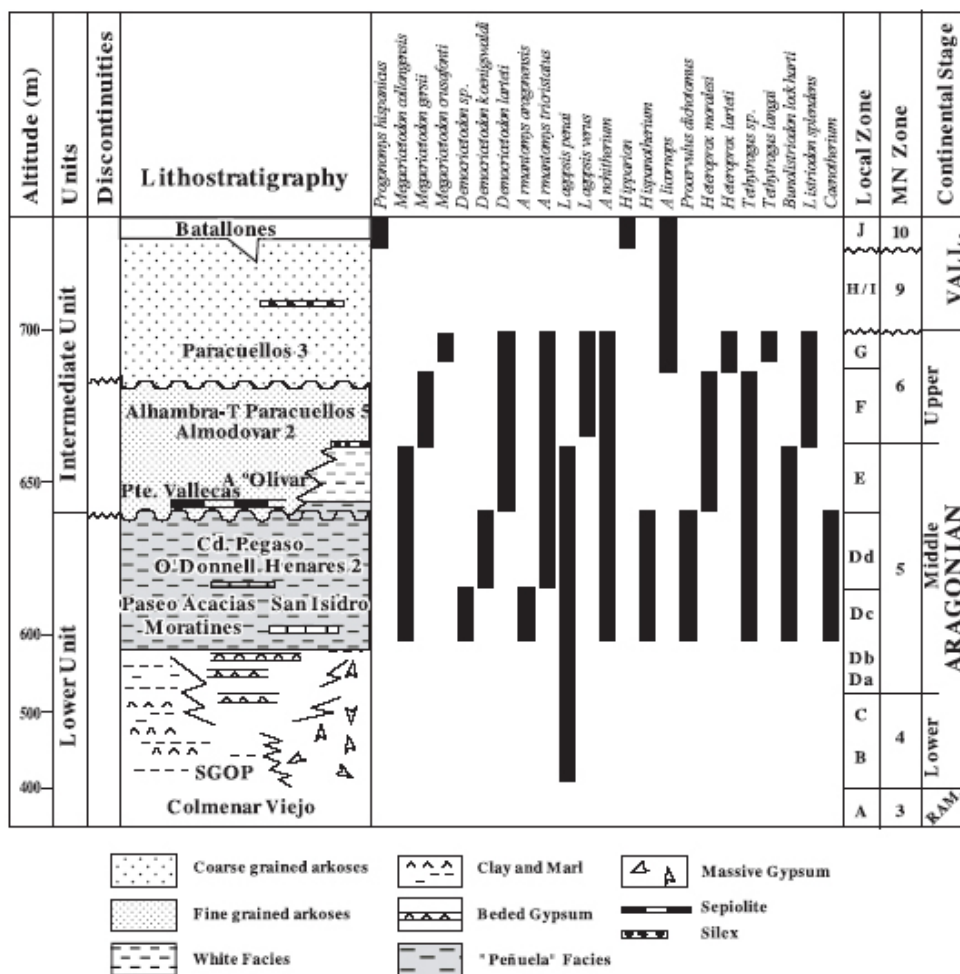 Altitude (m)
Units
Discontinuities
Lithostratigraphy
Progonomys hispanicus
Megacricetodon collongensis
Megacricetodon gersii
Megacricetodon crusafonti
Democricetodon sp.
Democricetodon koenigswaldi
Democricetodon larteti
Armantomys aragonensis
Armantomys tricristatus
Lagopsis penai
Lagopsis verus
Anchitherium
Hipparion
Hispanotherium
Alicornops
Procervulus dichotomus
Heteroprox moralesi
Heteroprox larteti
Tethytragus sp.
Tethytragus langai
Bunolistriodon lockharti
Listriodon splendens
Caenotherium
Local Zone
MN Zone
Continental Stage
Batallones
Paracuellos 3
Alhambra-T Paracuellos 5
Almodovar 2
A "Olivar
Pte. Vallecas
Cd. Pegaso
O'Donnell Henares 2
Paseo Acacias San Isidro
Moratines
SGOP
Colmenar Viejo
700
650
600
500
400
Intermediate Unit
Lower Unit
J
H/I
G
F
E
Dd
Dc
Db
Da
C
B
A
10
9
6
5
4
3
VALL.
Upper
Middle
Lower
ARAGONIAN
RAM.
Coarse grained arkoses
Clay and Marl
Massive Gypsum
Fine grained arkoses
Beded Gypsum
Sepiolite
Silex
White Facies
"Peñuela" Facies